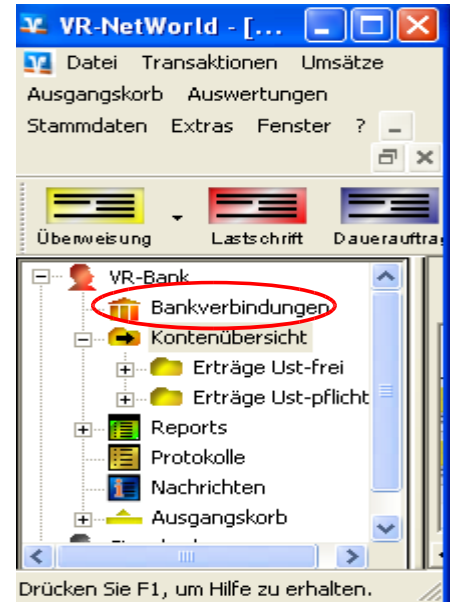 VR-NetWorld - [...
Datei Transaktionen Umsätze
Ausgangskorb Auswertungen
Stammdaten Extras Fenster ?
Überweisung Lastschrift Dauerauftra
VR-Bank
Bankverbindungen
Kontenübersicht
Erträge Ust-frei
Erträge Ust-pflicht
Reports
Protokolle
Nachrichten
Ausgangskorb
Drücken Sie F1, um Hilfe zu erhalten.